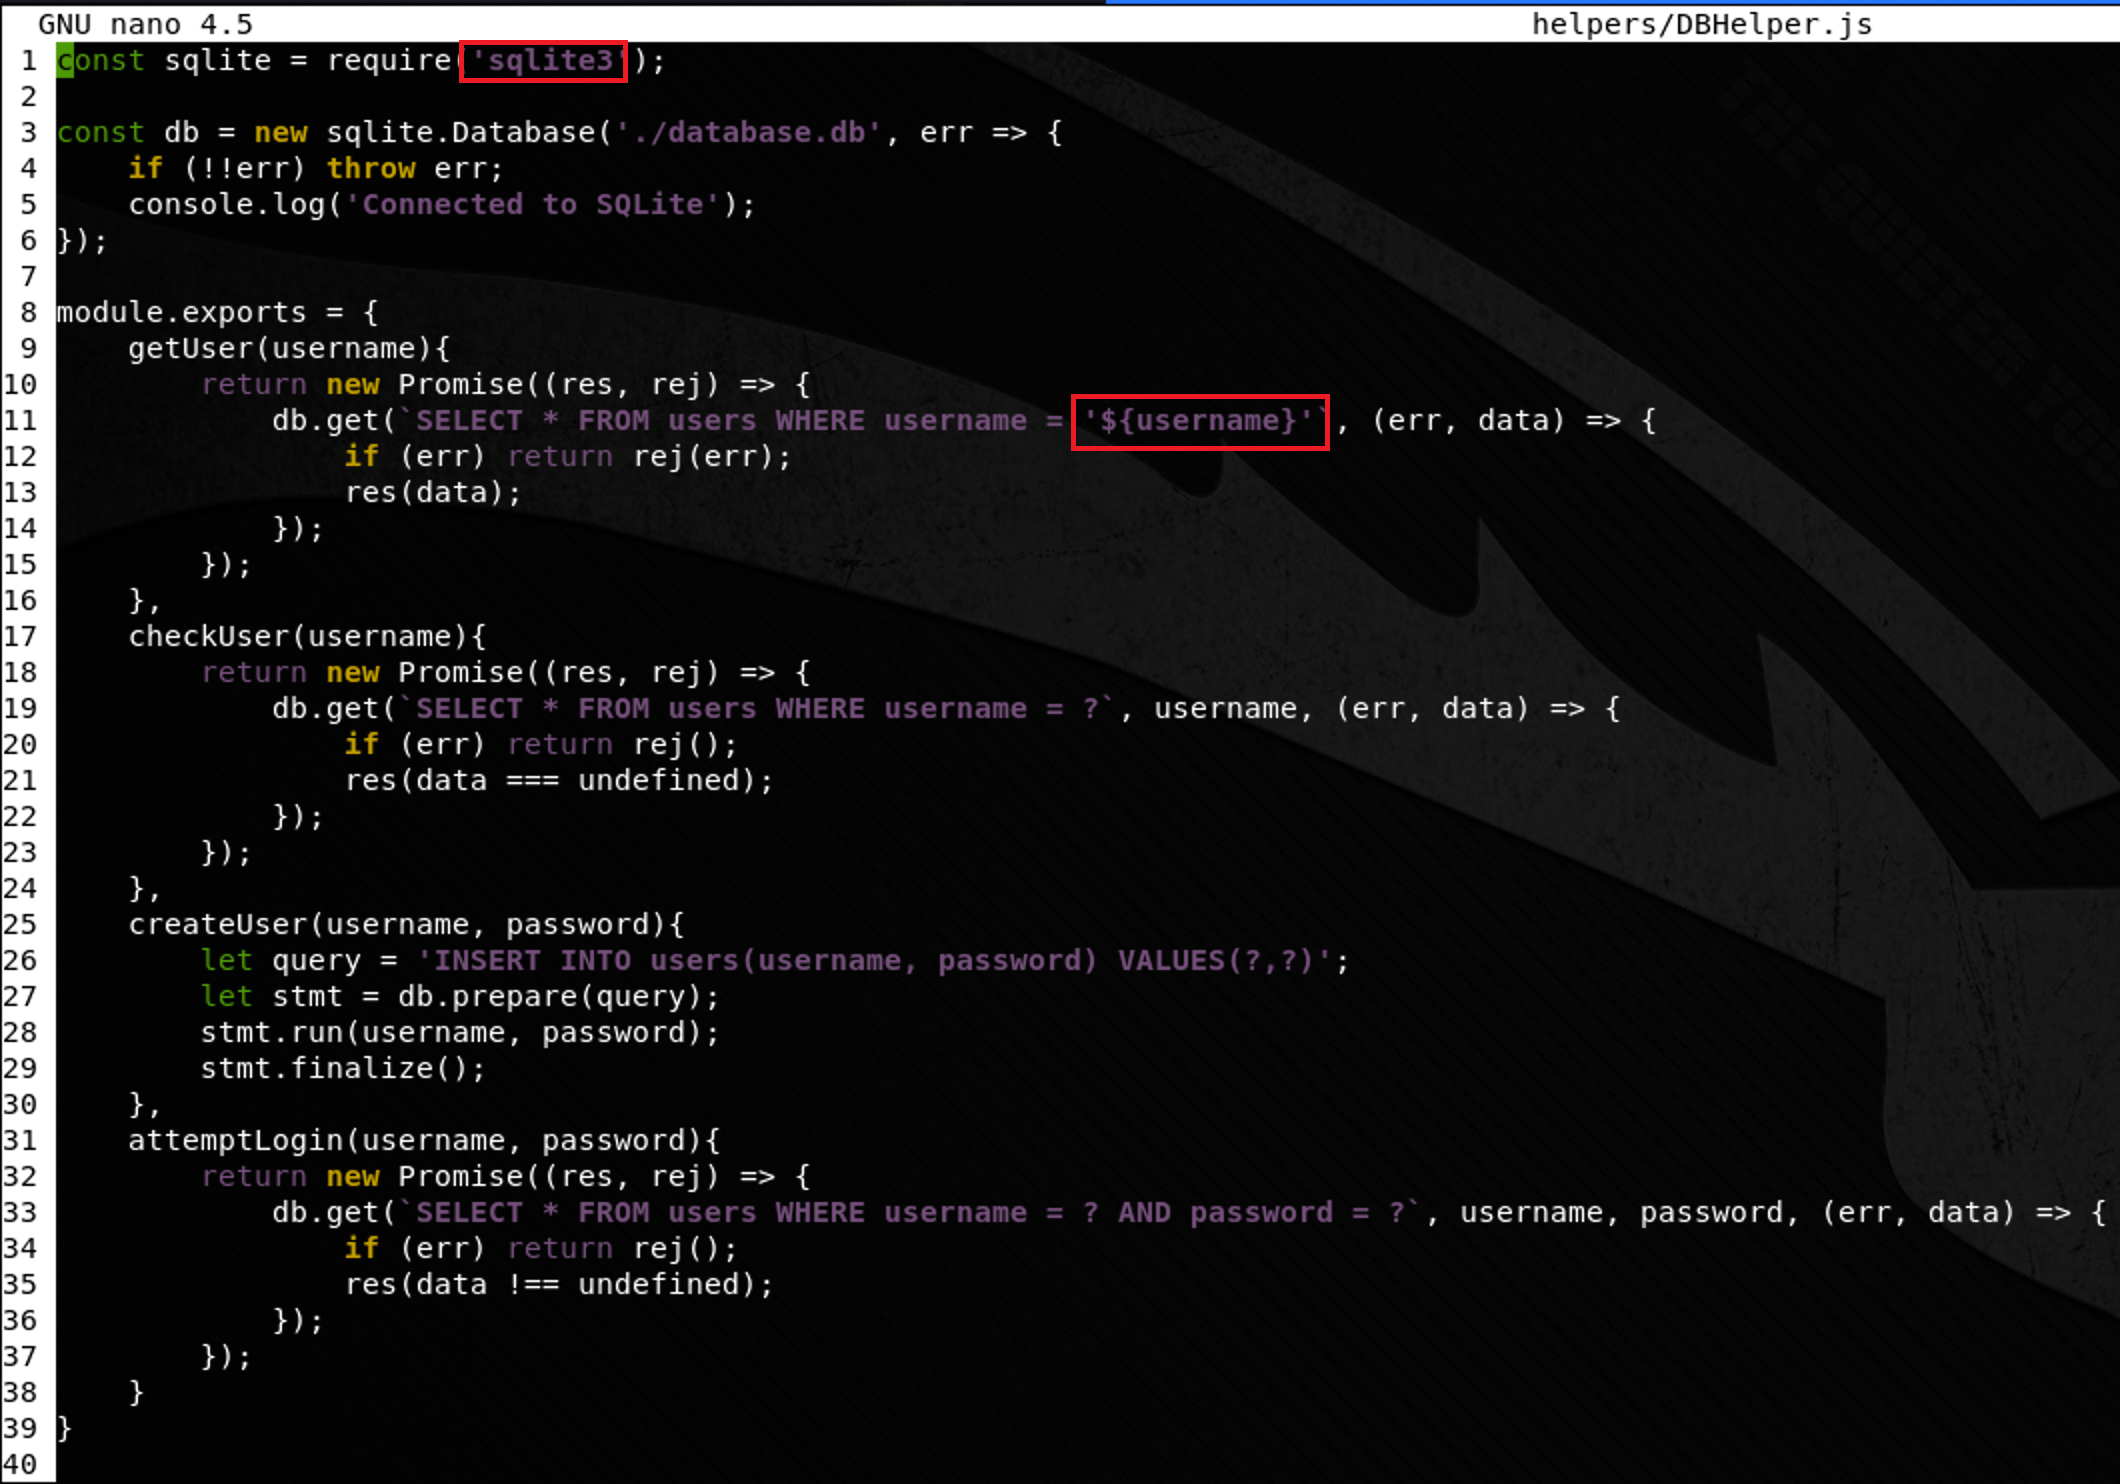 GNU nano 4.5 helpers/DBHelper.js
1 const sqlite = require('sqlite3');
2
3 const db = new sqlite.Database('./database.db', err => {
4     if (!!err) throw err;
5     console.log('Connected to SQLite');
6 });
7
8 module.exports = {
9     getUser(username){
10         return new Promise((res, rej) => {
11             db.get(`SELECT * FROM users WHERE username = '${username}'`, (err, data) => {
12                 if (err) return rej(err);
13                 res(data);
14             });
15         });
16     },
17     checkUser(username){
18         return new Promise((res, rej) => {
19             db.get(`SELECT * FROM users WHERE username = ?`, username, (err, data) => {
20                 if (err) return rej();
21                 res(data === undefined);
22             });
23         });
24     },
25     createUser(username, password){
26         let query = 'INSERT INTO users(username, password) VALUES(?,?)';
27         let stmt = db.prepare(query);
28         stmt.run(username, password);
29         stmt.finalize();
30     },
31     attemptLogin(username, password){
32         return new Promise((res, rej) => {
33             db.get(`SELECT * FROM users WHERE username = ? AND password = ?`, username, password, (err, data) => {
34                 if (err) return rej();
35                 res(data !== undefined);
36             });
37         });
38     }
39 }
40